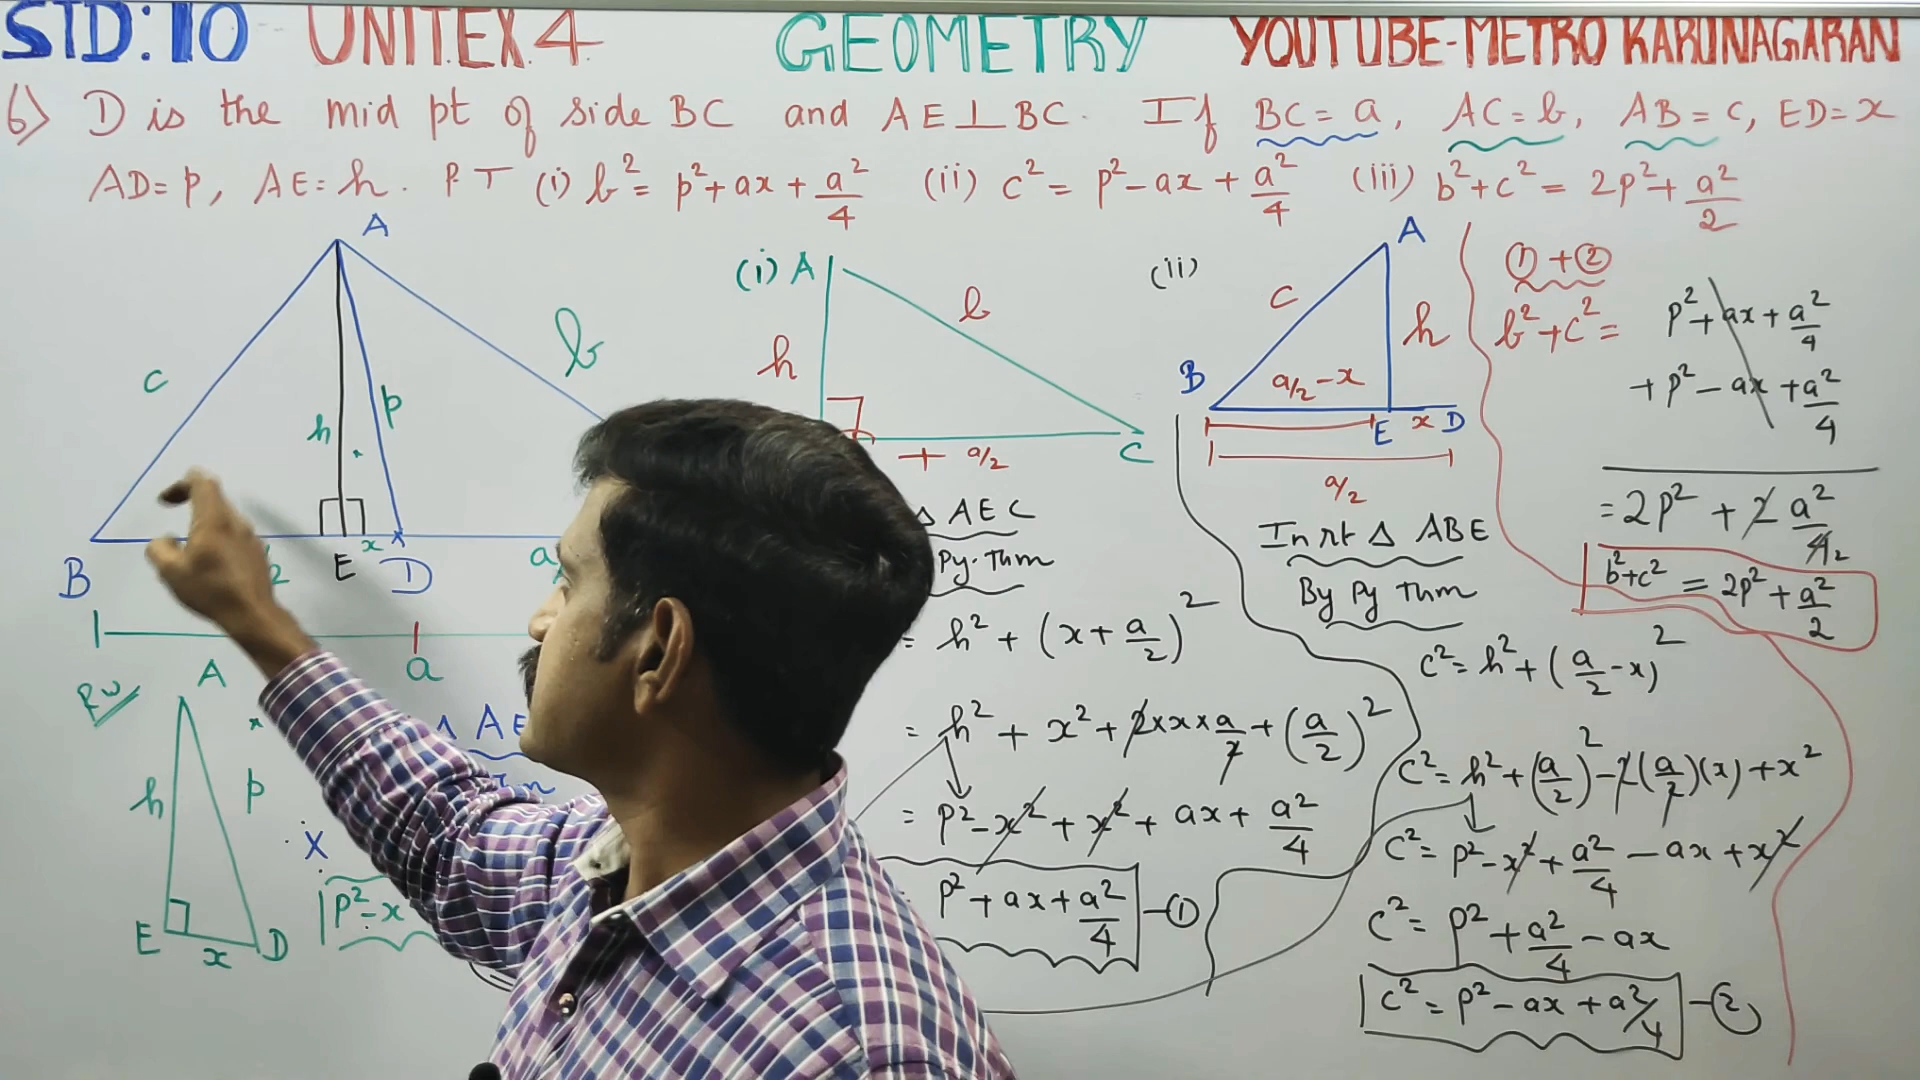 STD: 10 UNIT EX 4 GEOMETRY YOUTUBE-METRO KARUNAGARAN
6) D is the mid pt of side BC and AE⊥BC. If BC = a, AC = b, AB = c, ED = x
AD = p, AE = h. P T (i) b² = p² + ax + a²/4 (ii) c² = p² - ax + a²/4 (iii) b² + c² = 2p² + a²/2
A
c
b
h
p
B
E
x
D
2
a
a
RW
A
h
p
E
x
D
p² - x
(i) A
b
h
a/2
C
Δ AEC
Py. Thm
= h² + (x + a/2)²
= h² + x² + 2 × x × a/2 + (a/2)²
= p² - x² + x² + ax + a²/4
p² + ax + a²/4 —①
(ii)
A
c
h
B
a/2 - x
E x D
a/2
In rt Δ ABE
By Py Thm
c² = h² + (a/2 - x)²
c² = h² + (a/2)² - 2(a/2)(x) + x²
c² = p² - x² + a²/4 - ax + x²
c² = p² + a²/4 - ax
c² = p² - ax + a²/4 —②
① + ②
b² + c² = p² + ax + a²/4
+ p² - ax + a²/4
= 2p² + 2 a²/4 2
b² + c² = 2p² + a²/2